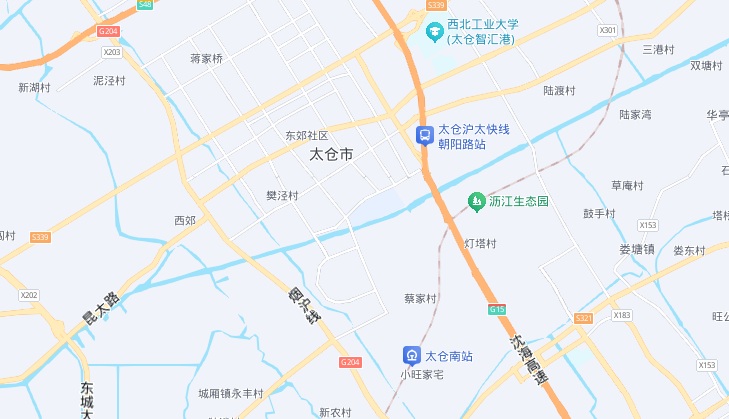 S48
S339
G204
西北工业大学
(太仓智汇港)
X301
X203
蒋家桥
三港村
双塘村
新湖村
泥泾村
陆渡村
陆家湾
华亭
太仓沪太快线
朝阳路站
东郊社区
太仓市
草庵村
樊泾村
沥江生态园
鼓手村
塔桥
西郊
X153
S339
灯塔村
娄塘镇
娄东村
X202
昆太路
烟沪线
蔡家村
G15
S321
X183
旺公
沈海高速
G204
太仓南站
X153
小旺家宅
东城大
城厢镇永丰村
新农村